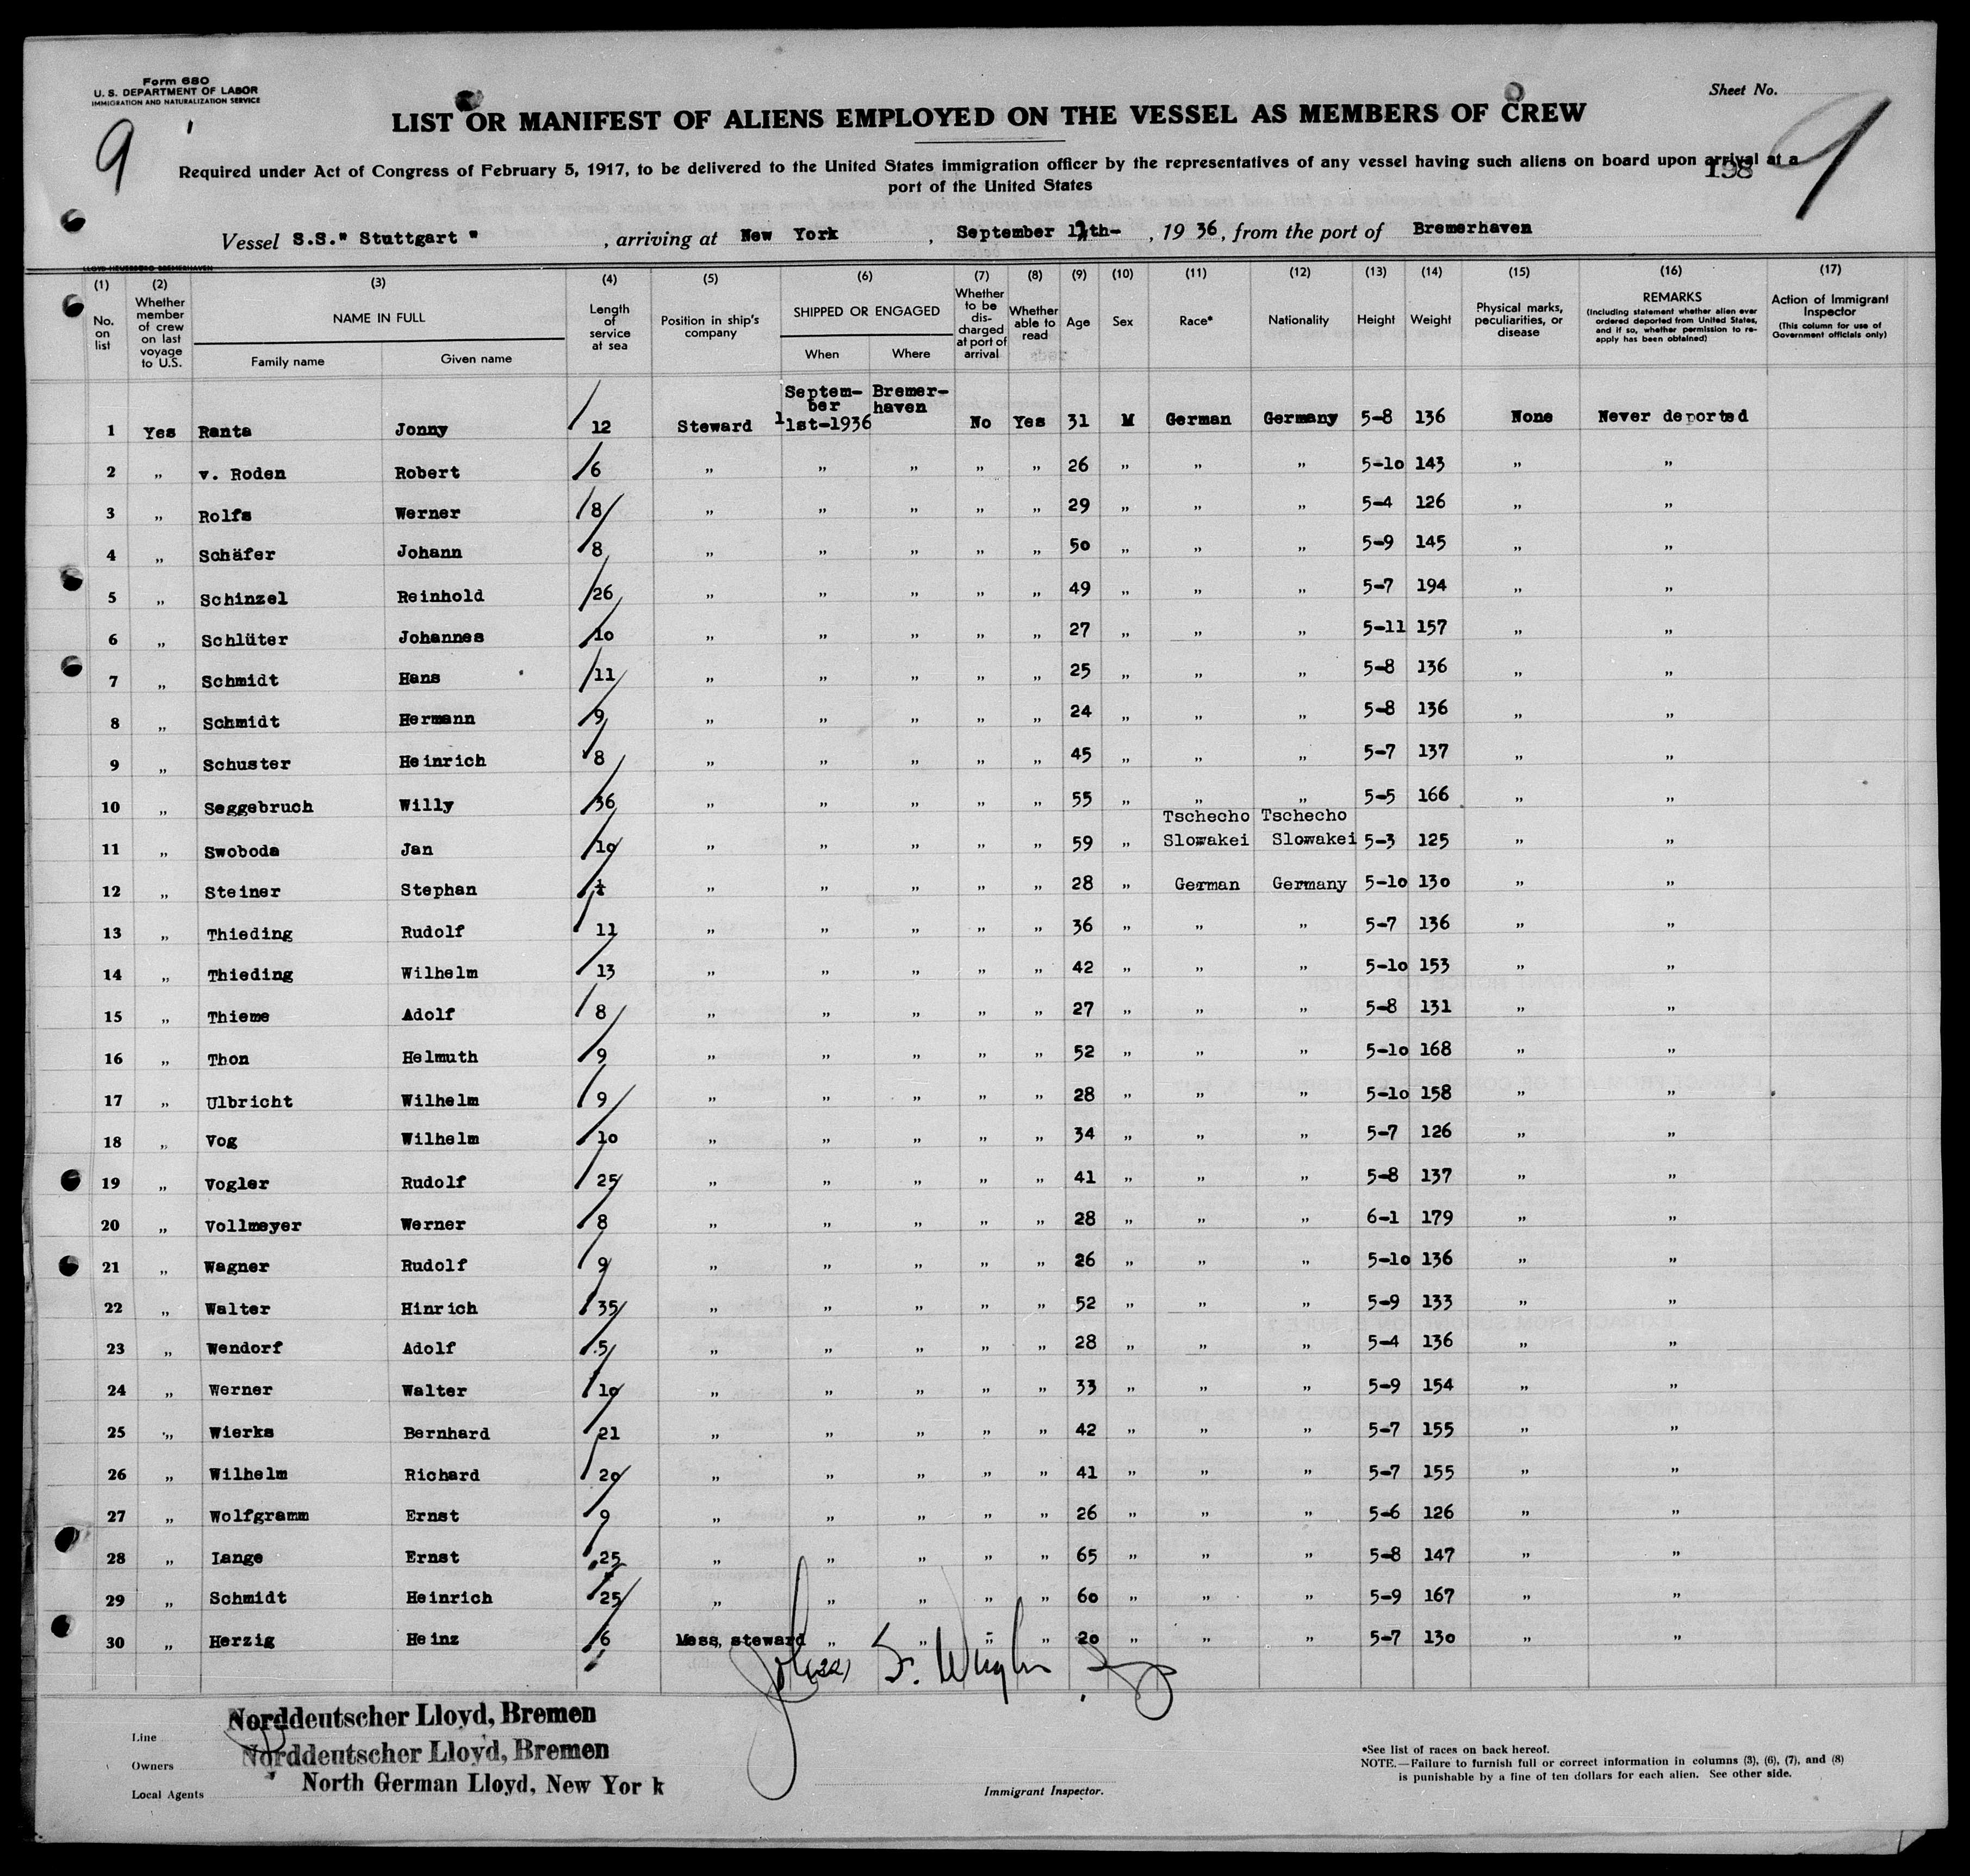 Form 680
U. S. DEPARTMENT OF LABOR
IMMIGRATION AND NATURALIZATION SERVICE
Sheet No.
9
9
LIST OR MANIFEST OF ALIENS EMPLOYED ON THE VESSEL AS MEMBERS OF CREW
Required under Act of Congress of February 5, 1917, to be delivered to the United States immigration officer by the representatives of any vessel having such aliens on board upon arrival at a
port of the United States
198
Vessel S.S." Stuttgart " , arriving at New York , September th- , 19 36, from the port of Bremerhaven
LLOYD BREMERHAVEN
(1) No. on list
(2) Whether member of crew on last voyage to U.S.
(3) NAME IN FULL Family name Given name
(4) Length of service at sea
(5) Position in ship's company
(6) SHIPPED OR ENGAGED When Where
(7) Whether to be discharged at port of arrival
(8) Whether able to read
(9) Age
(10) Sex
(11) Race*
(12) Nationality
(13) Height
(14) Weight
(15) Physical marks, peculiarities, or disease
(16) REMARKS (Including statement whether alien ever ordered deported from United States, and if so, whether permission to re-apply has been obtained)
(17) Action of Immigrant Inspector (This column for use of Government officials only)
1 Yes Ranta Jonny 12 Steward September 1st-1936 Bremerhaven No Yes 31 M German Germany 5-8 136 None Never deported
2 „ v. Roden Robert 6 „ „ „ „ „ 26 „ „ „ 5-10 143 „ „
3 „ Rolfs Werner 8 „ „ „ „ „ 29 „ „ „ 5-4 126 „ „
4 „ Schäfer Johann 8 „ „ „ „ „ 50 „ „ „ 5-9 145 „ „
5 „ Schinzel Reinhold 26 „ „ „ „ „ 49 „ „ „ 5-7 194 „ „
6 „ Schlüter Johannes 10 „ „ „ „ „ 27 „ „ „ 5-11 157 „ „
7 „ Schmidt Hans 11 „ „ „ „ „ 25 „ „ „ 5-8 136 „ „
8 „ Schmidt Hermann 9 „ „ „ „ „ 24 „ „ „ 5-8 136 „ „
9 „ Schuster Heinrich 8 „ „ „ „ „ 45 „ „ „ 5-7 137 „ „
10 „ Seggebruch Willy 36 „ „ „ „ „ 55 „ „ „ 5-5 166 „ „
11 „ Swoboda Jan 10 „ „ „ „ „ 59 „ Tschecho Slowakei Tschecho Slowakei 5-3 125 „ „
12 „ Steiner Stephan „ „ „ „ „ 28 „ German Germany 5-10 130 „ „
13 „ Thieding Rudolf 11 „ „ „ „ „ 36 „ „ „ 5-7 136 „ „
14 „ Thieding Wilhelm 13 „ „ „ „ „ 42 „ „ „ 5-10 153 „ „
15 „ Thieme Adolf 8 „ „ „ „ „ 27 „ „ „ 5-8 131 „ „
16 „ Thon Helmuth 9 „ „ „ „ „ 52 „ „ „ 5-10 168 „ „
17 „ Ulbricht Wilhelm 9 „ „ „ „ „ 28 „ „ „ 5-10 158 „ „
18 „ Vog Wilhelm 10 „ „ „ „ „ 34 „ „ „ 5-7 126 „ „
19 „ Vogler Rudolf 25 „ „ „ „ „ 41 „ „ „ 5-8 137 „ „
20 „ Vollmeyer Werner 8 „ „ „ „ „ 28 „ „ „ 6-1 179 „ „
21 „ Wagner Rudolf 9 „ „ „ „ „ 26 „ „ „ 5-10 136 „ „
22 „ Walter Hinrich 35 „ „ „ „ „ 52 „ „ „ 5-9 133 „ „
23 „ Wendorf Adolf 5 „ „ „ „ „ 28 „ „ „ 5-4 136 „ „
24 „ Werner Walter 10 „ „ „ „ „ 33 „ „ „ 5-9 154 „ „
25 „ Wierks Bernhard 21 „ „ „ „ „ 42 „ „ „ 5-7 155 „ „
26 „ Wilhelm Richard 20 „ „ „ „ „ 41 „ „ „ 5-7 155 „ „
27 „ Wolfgramm Ernst 9 „ „ „ „ „ 26 „ „ „ 5-6 126 „ „
28 „ Lange Ernst 25 „ „ „ „ „ 65 „ „ „ 5-8 147 „ „
29 „ Schmidt Heinrich 25 „ „ „ „ „ 60 „ „ „ 5-9 167 „ „
30 „ Herzig Heinz 6 Mess, steward „ „ „ „ 20 „ „ „ 5-7 130 „ „
Line Norddeutscher Lloyd, Bremen
Owners Norddeutscher Lloyd, Bremen
Local Agents North German Lloyd, New York
Immigrant Inspector.
*See list of races on back hereof.
NOTE.—Failure to furnish full or correct information in columns (3), (6), (7), and (8)
is punishable by a fine of ten dollars for each alien. See other side.